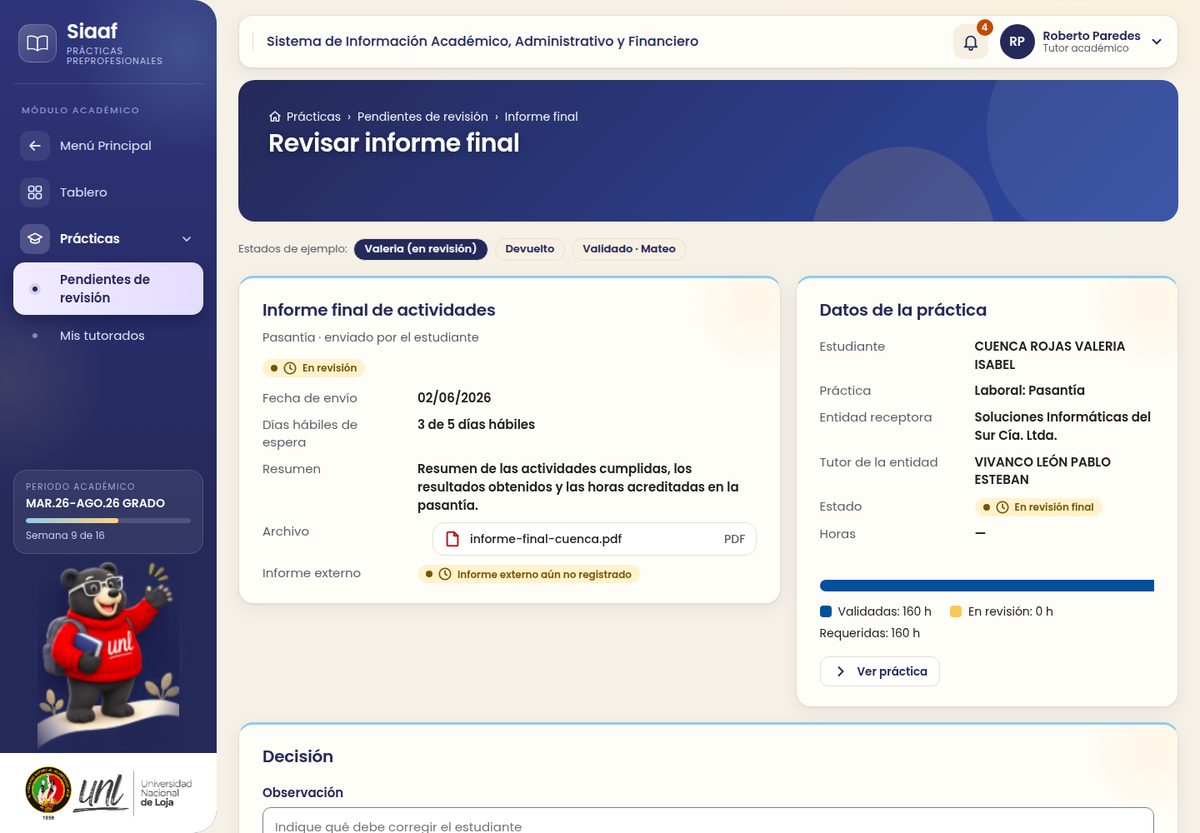 Siaaf
PRÁCTICAS
PREPROFESIONALES
MÓDULO ACADÉMICO
Menú Principal
Tablero
Prácticas
Pendientes de
revisión
Mis tutorados
PERIODO ACADÉMICO
MAR.26-AGO.26 GRADO
Semana 9 de 16
unl
1859
unl
Universidad
Nacional
de Loja
Sistema de Información Académico, Administrativo y Financiero
4
RP
Roberto Paredes
Tutor académico
Prácticas › Pendientes de revisión › Informe final
Revisar informe final
Estados de ejemplo: Valeria (en revisión) Devuelto Validado · Mateo
Informe final de actividades
Pasantía · enviado por el estudiante
En revisión
Fecha de envío 02/06/2026
Días hábiles de espera 3 de 5 días hábiles
Resumen Resumen de las actividades cumplidas, los
resultados obtenidos y las horas acreditadas en la
pasantía.
Archivo informe-final-cuenca.pdf PDF
Informe externo Informe externo aún no registrado
Datos de la práctica
Estudiante CUENCA ROJAS VALERIA
ISABEL
Práctica Laboral: Pasantía
Entidad receptora Soluciones Informáticas del
Sur Cía. Ltda.
Tutor de la entidad VIVANCO LEÓN PABLO
ESTEBAN
Estado En revisión final
Horas —
Validadas: 160 h En revisión: 0 h
Requeridas: 160 h
Ver práctica
Decisión
Observación
Indique qué debe corregir el estudiante